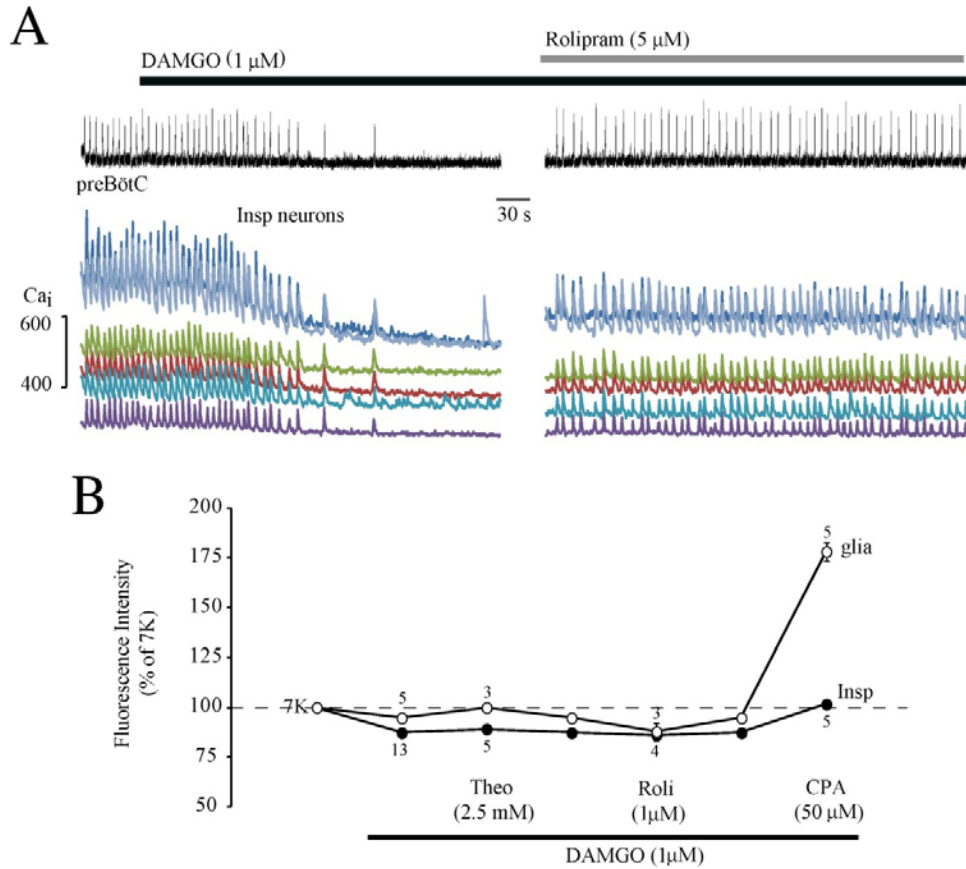 A
Rolipram (5 µM)
DAMGO (1 µM)
preBötC
30 s
Insp neurons
Cai
600
400
B
200
175
150
125
100
75
50
Fluorescence Intensity
(% of 7K)
7K
5
13
3
5
3
4
5
glia
Insp
5
Theo
(2.5 mM)
Roli
(1µM)
CPA
(50 µM)
DAMGO (1µM)